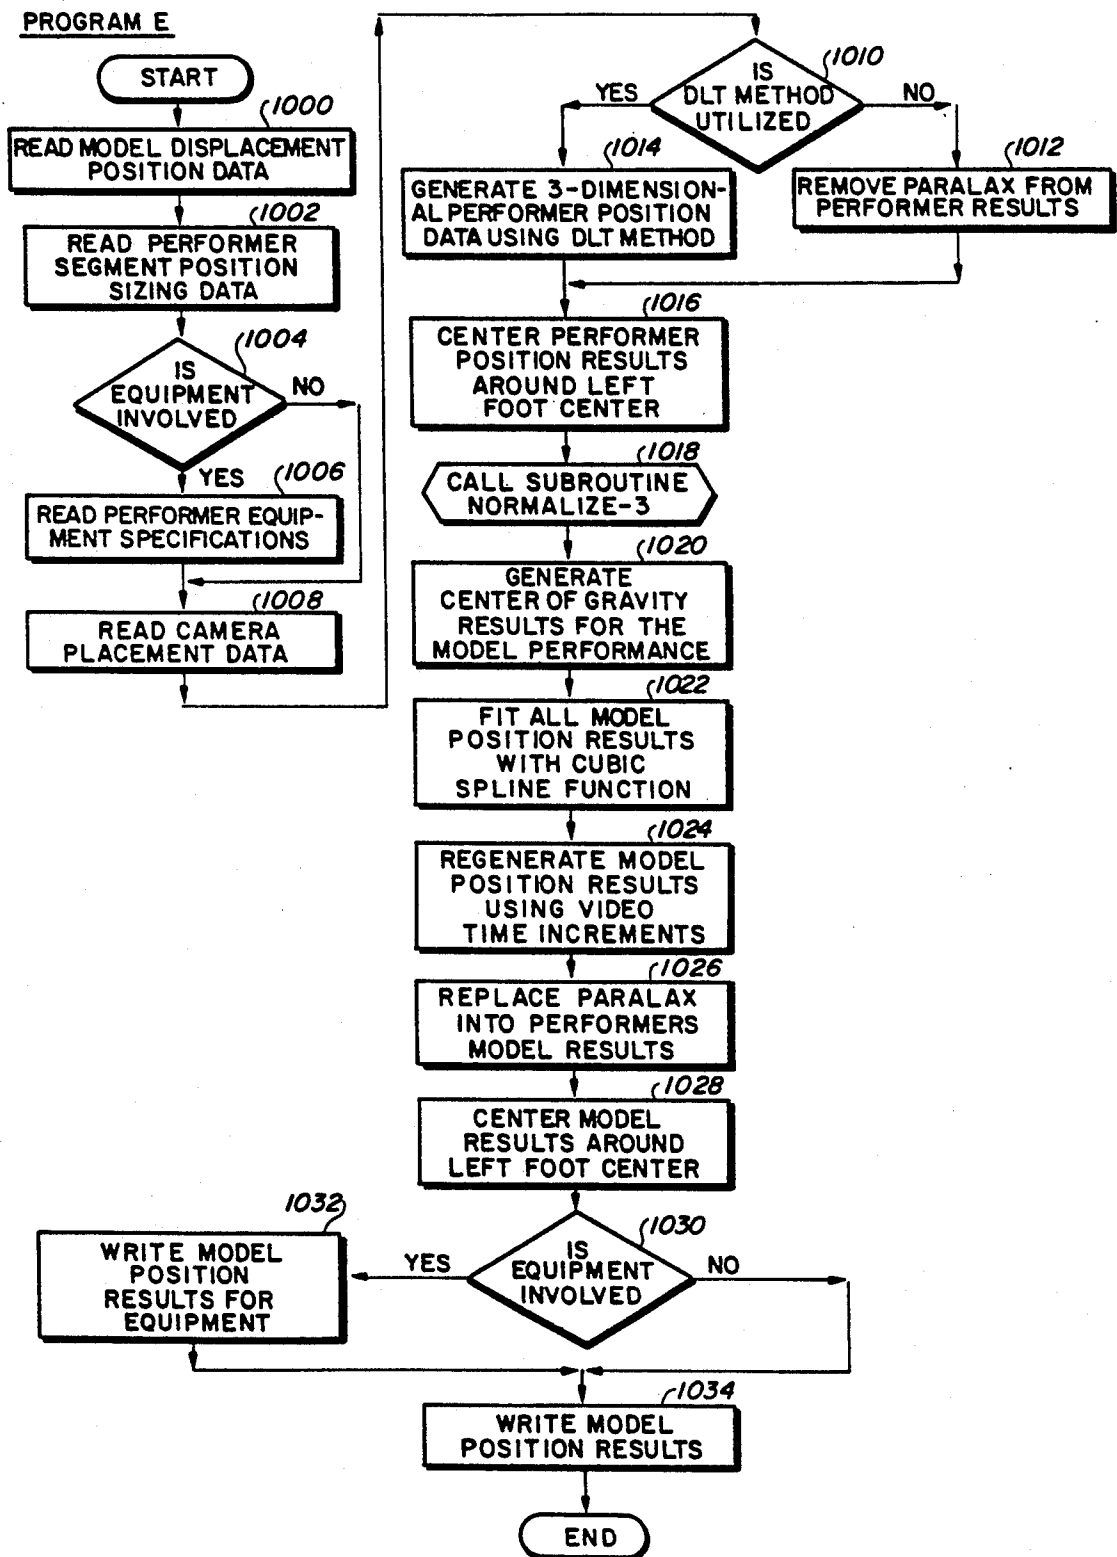 PROGRAM E
START
1000
READ MODEL DISPLACEMENT
POSITION DATA
1002
READ PERFORMER
SEGMENT POSITION
SIZING DATA
1004
IS
EQUIPMENT
INVOLVED
NO
YES
1006
READ PERFORMER EQUIP-
MENT SPECIFICATIONS
1008
READ CAMERA
PLACEMENT DATA
1010
IS
DLT METHOD
UTILIZED
YES
NO
1014
GENERATE 3-DIMENSION-
AL PERFORMER POSITION
DATA USING DLT METHOD
1012
REMOVE PARALAX FROM
PERFORMER RESULTS
1016
CENTER PERFORMER
POSITION RESULTS
AROUND LEFT
FOOT CENTER
1018
CALL SUBROUTINE
NORMALIZE-3
1020
GENERATE
CENTER OF GRAVITY
RESULTS FOR THE
MODEL PERFORMANCE
1022
FIT ALL MODEL
POSITION RESULTS
WITH CUBIC
SPLINE FUNCTION
1024
REGENERATE MODEL
POSITION RESULTS
USING VIDEO
TIME INCREMENTS
1026
REPLACE PARALAX
INTO PERFORMERS
MODEL RESULTS
1028
CENTER MODEL
RESULTS AROUND
LEFT FOOT CENTER
1030
IS
EQUIPMENT
INVOLVED
YES
NO
1032
WRITE MODEL
POSITION
RESULTS FOR
EQUIPMENT
1034
WRITE MODEL
POSITION RESULTS
END